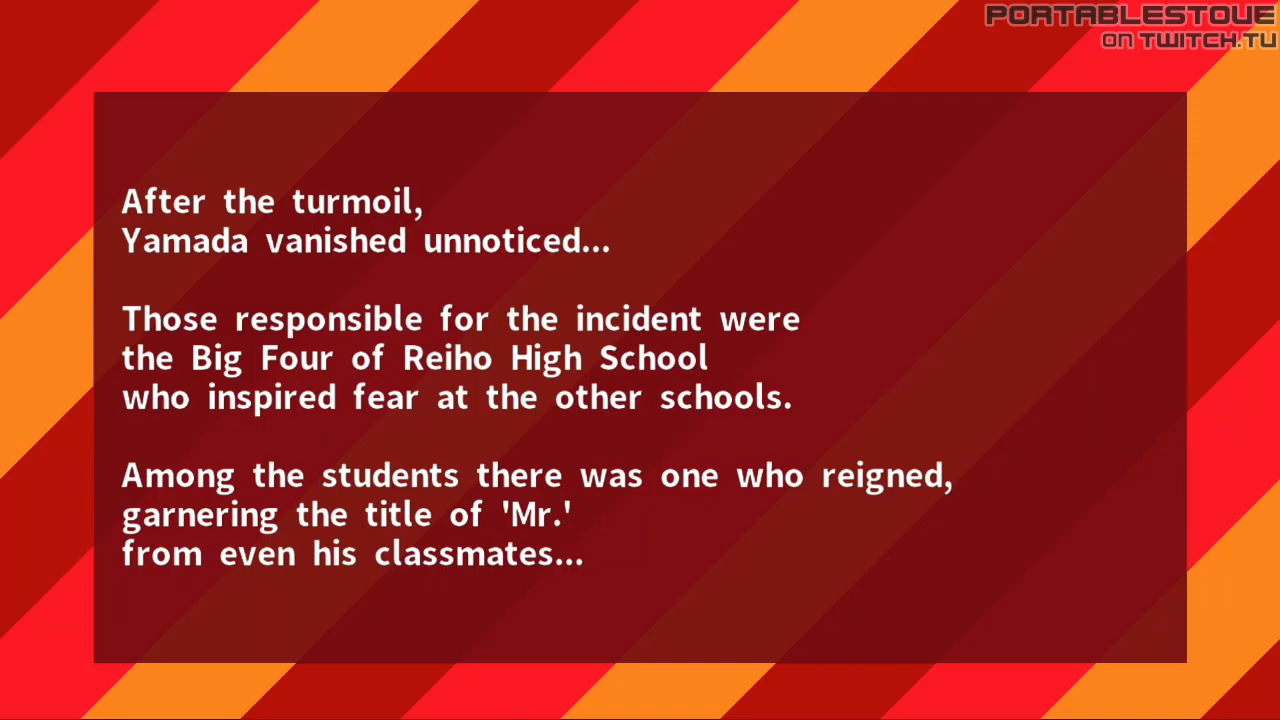 PORTABLESTOVE
ON TWITCH.TV
After the turmoil,
Yamada vanished unnoticed...
Those responsible for the incident were
the Big Four of Reiho High School
who inspired fear at the other schools.
Among the students there was one who reigned,
garnering the title of 'Mr.'
from even his classmates...